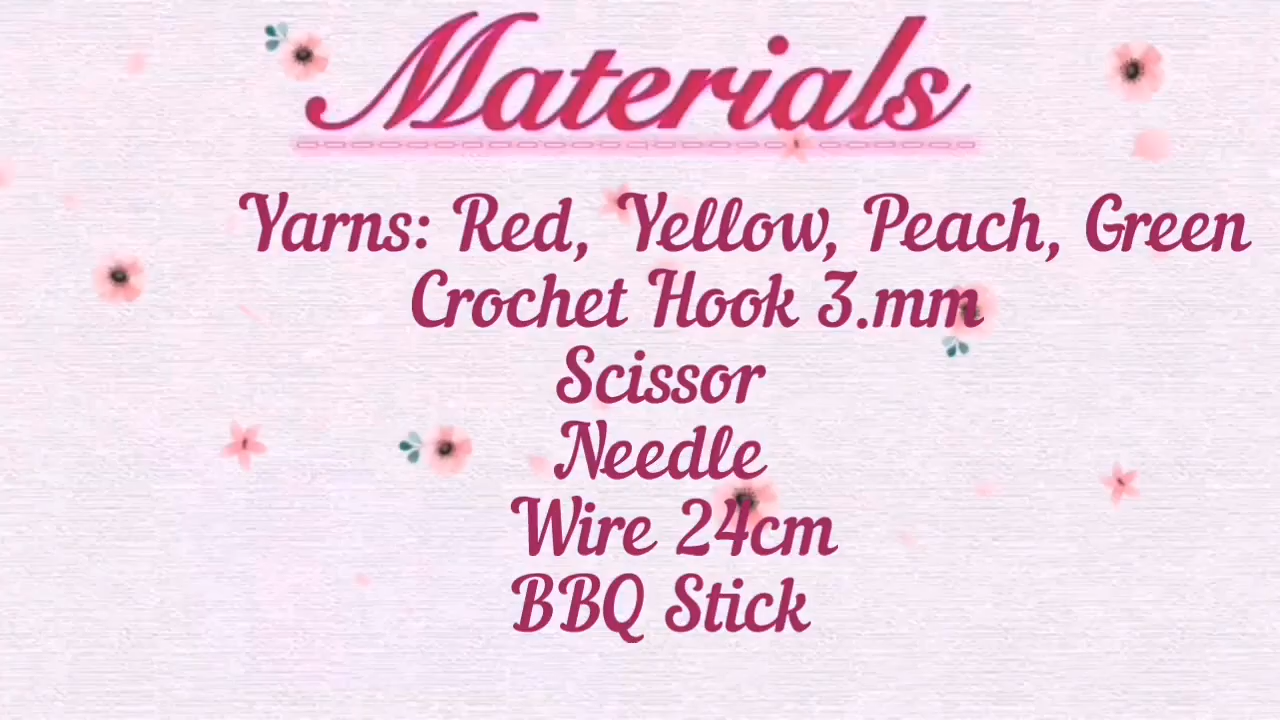 Materials
Yarns: Red, Yellow, Peach, Green
Crochet Hook 3.mm
Scissor
Needle
Wire 24cm
BBQ Stick